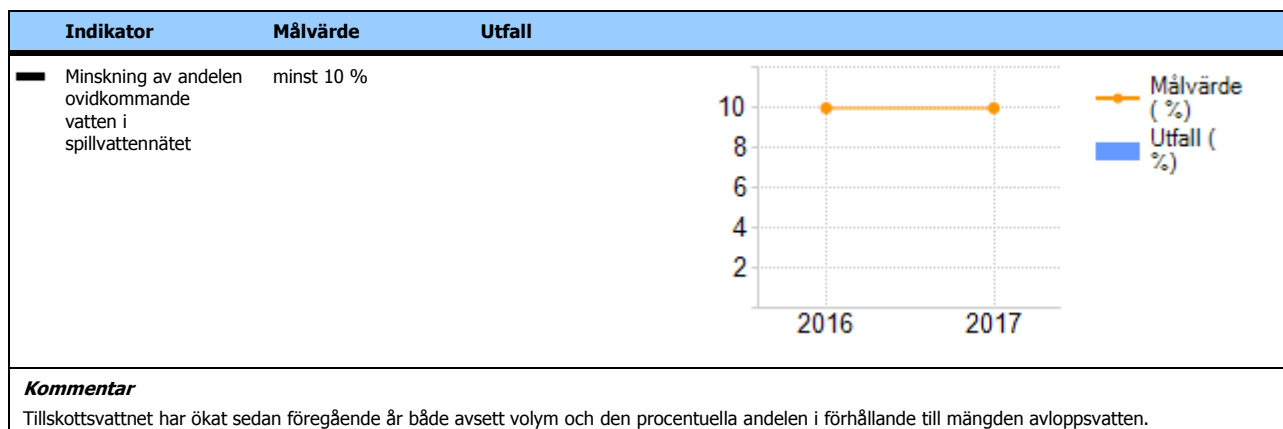 Indikator Målvärde Utfall
Minskning av andelen minst 10 %
ovidkommande
vatten i
spillvattennätet
10
8
6
4
2
2016 2017
Målvärde
( %)
Utfall (
%)
Kommentar
Tillskottsvattnet har ökat sedan föregående år både avsett volym och den procentuella andelen i förhållande till mängden avloppsvatten.